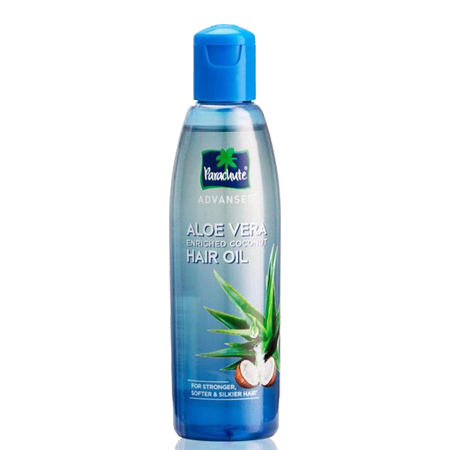 Parachute®
ADVANSED
ALOE VERA
ENRICHED COCONUT
HAIR OIL
FOR STRONGER,
SOFTER & SILKIER HAIR*